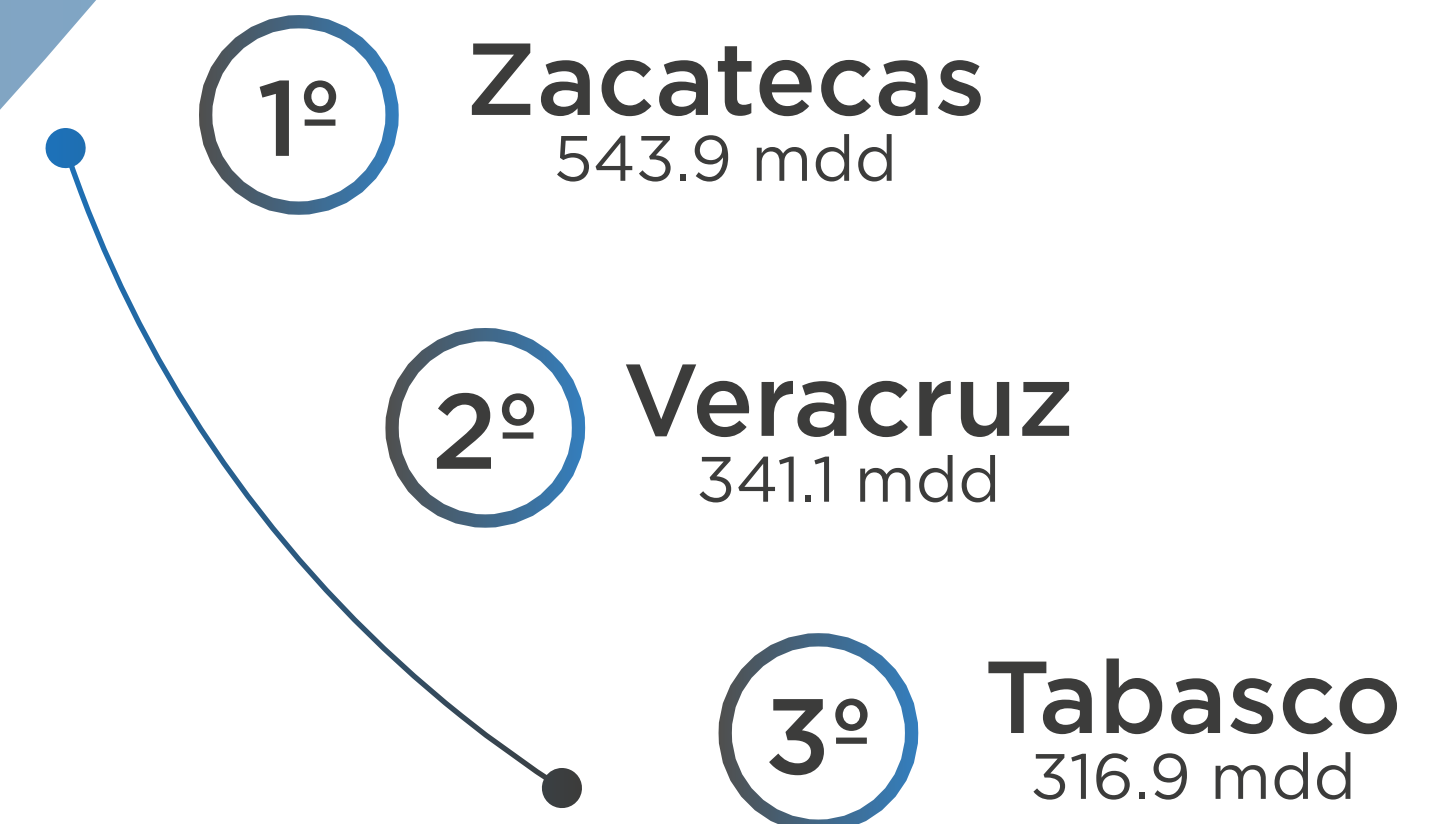 1º
Zacatecas
543.9 mdd
2º
Veracruz
341.1 mdd
3º
Tabasco
316.9 mdd